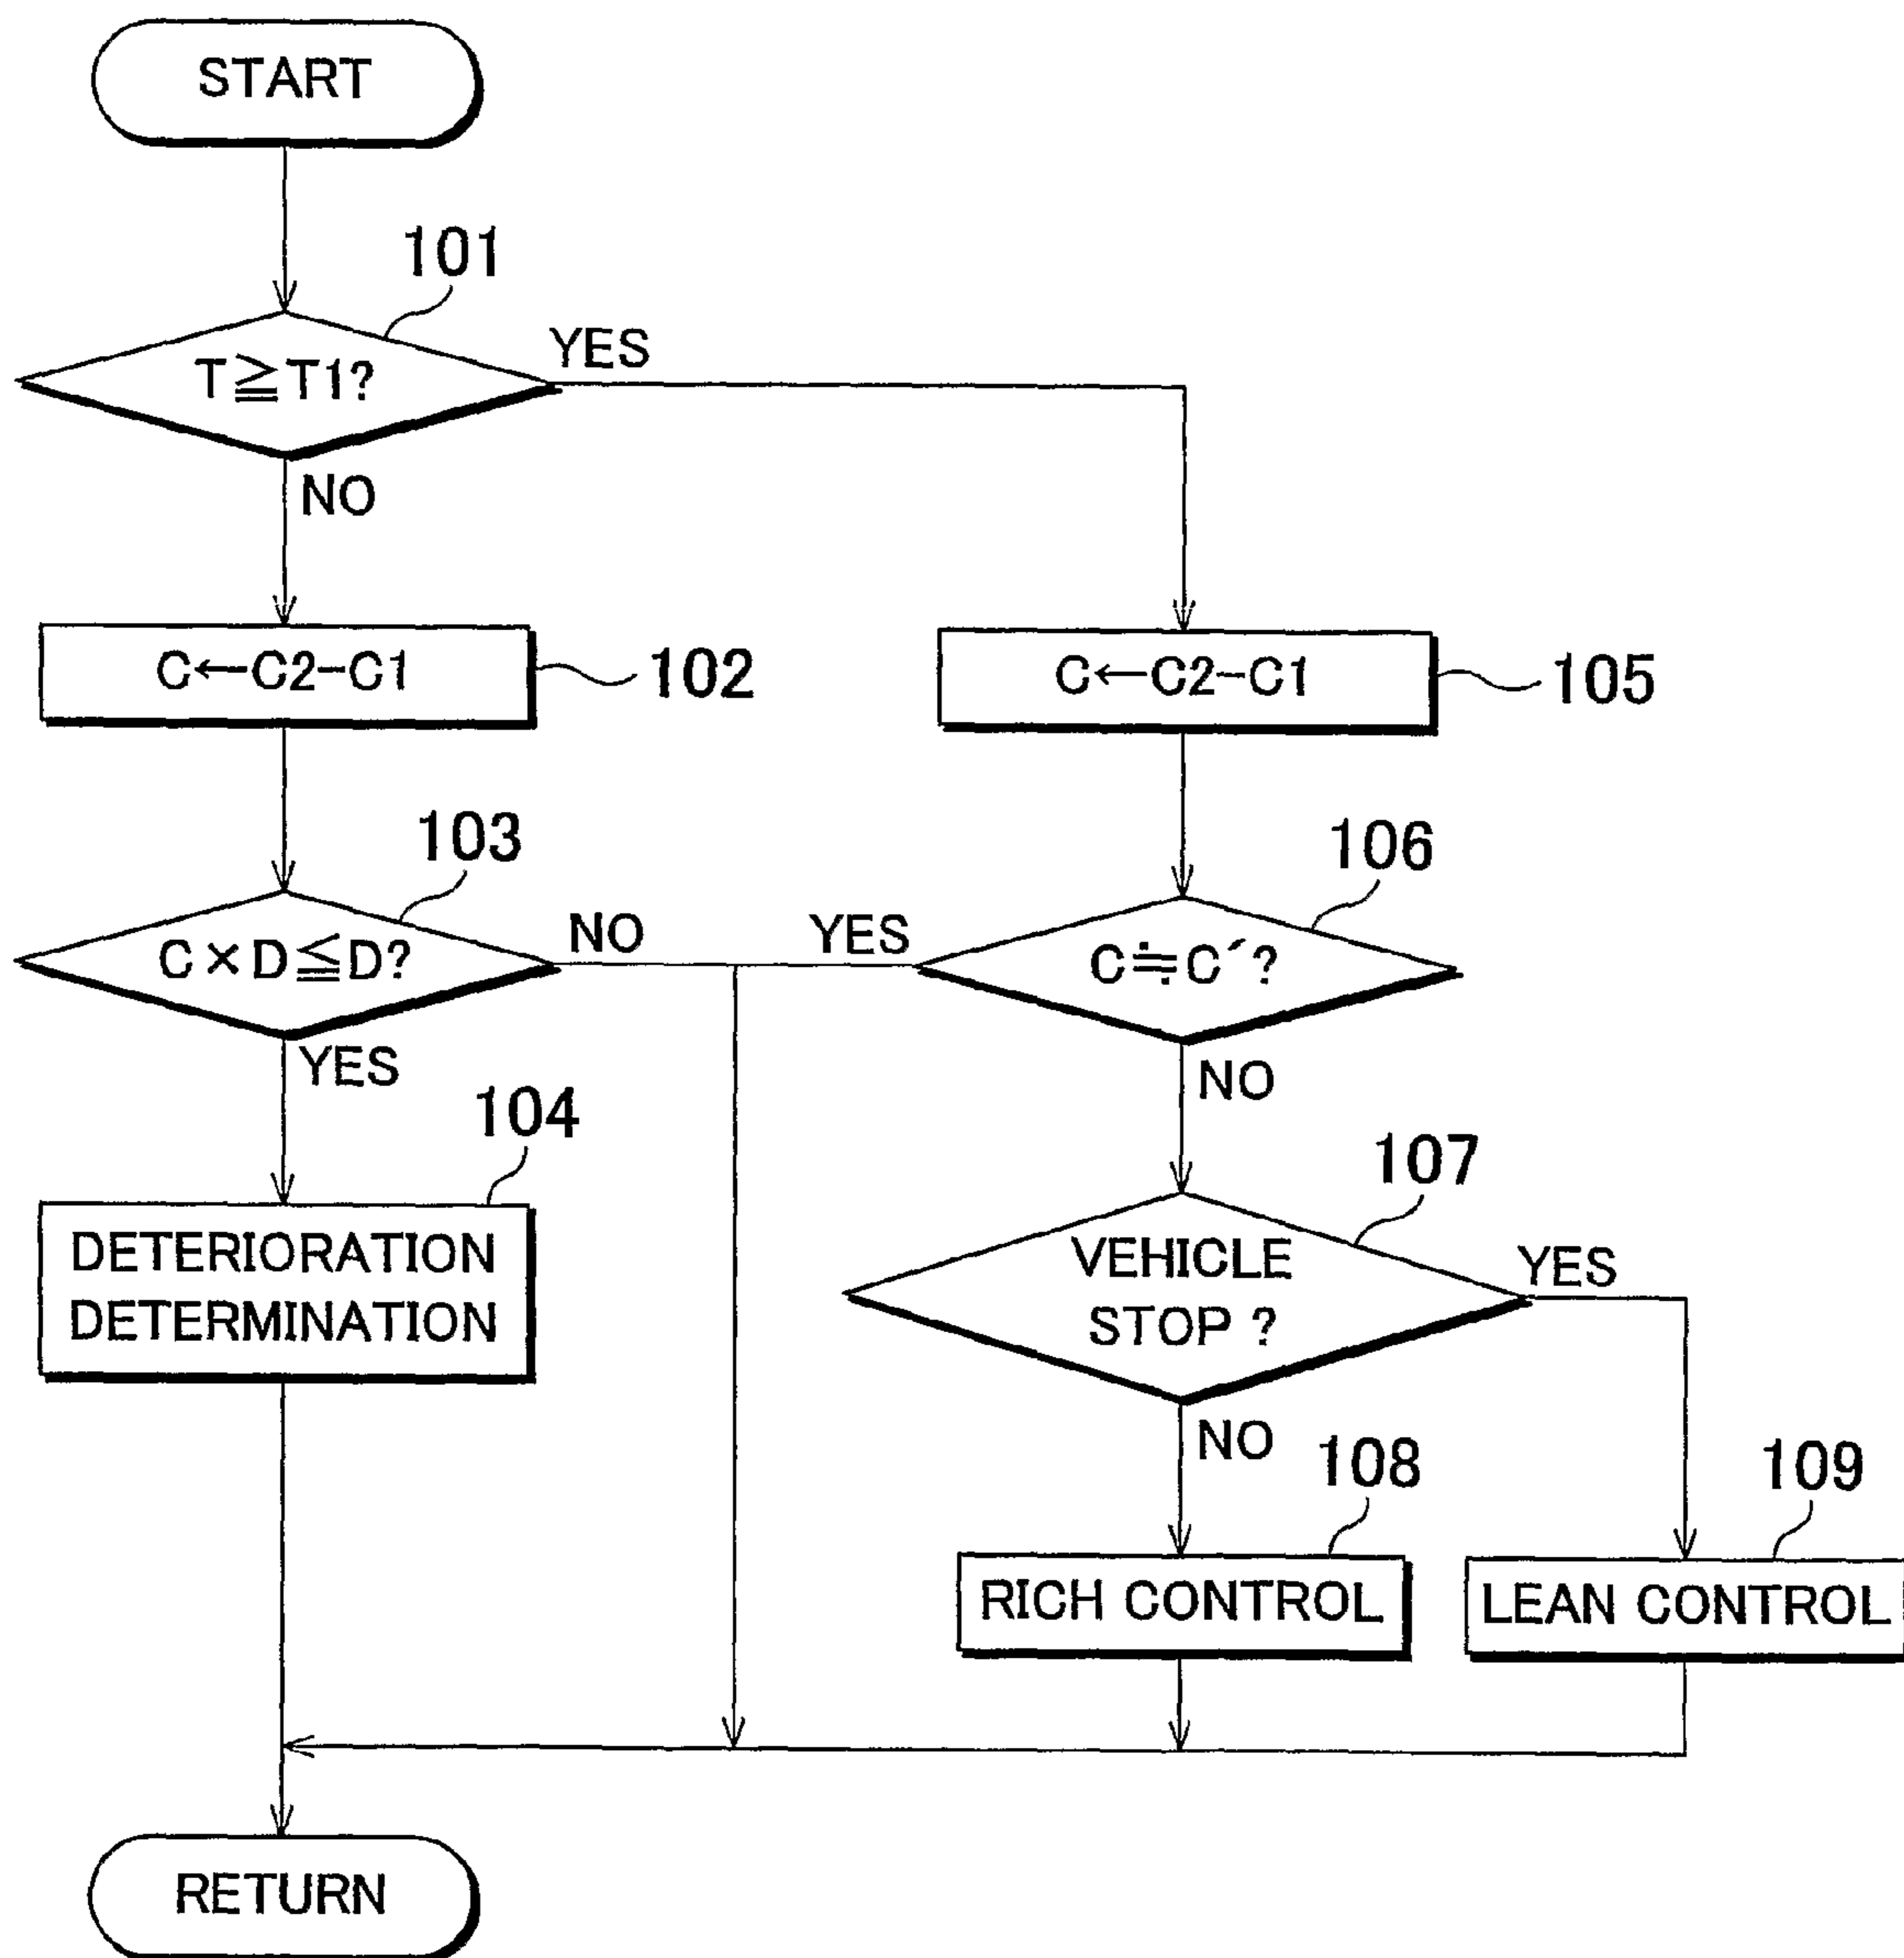 START
101
T≧T1?
YES
NO
C←C2-C1
102
C←C2-C1
105
103
C×D≦D?
NO
YES
106
C≒C´?
YES
NO
104
DETERIORATION
DETERMINATION
107
VEHICLE
STOP ?
YES
NO
108
RICH CONTROL
109
LEAN CONTROL
RETURN